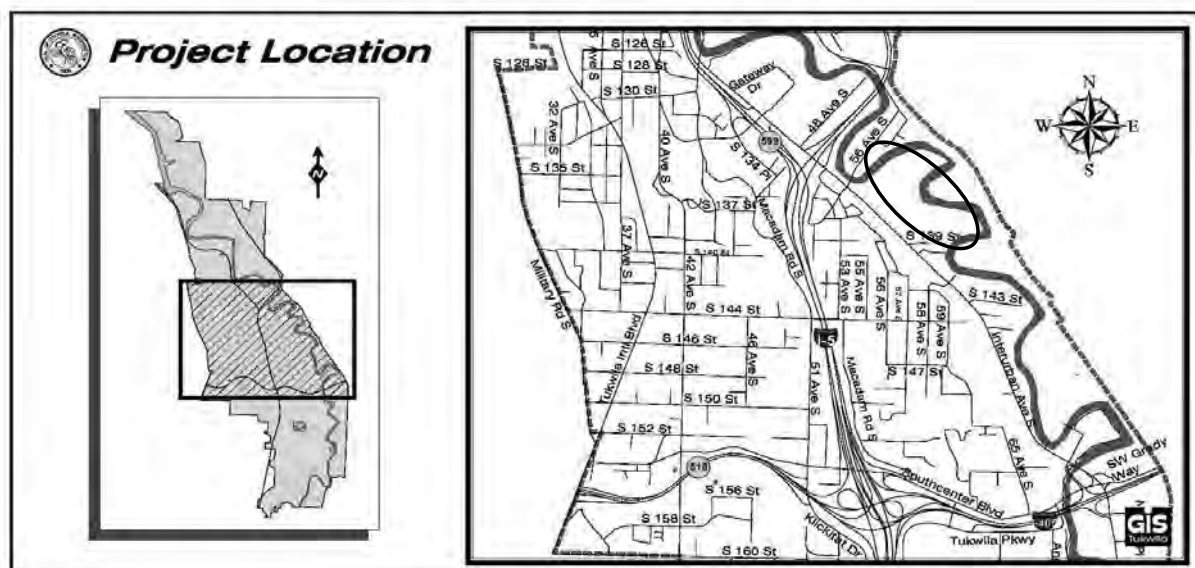 Project Location
S 126 St
S 128 St
S 128 St
S 130 St
Gateway Dr
48 Ave S
32 Ave S
40 Ave S
599
56 Ave S
S 134 Pl
S 135 St
S 137 St
S 139 St
37 Ave S
Macadam Rd S
42 Ave S
53 Ave S
55 Ave S
56 Ave S
57 Ave S
58 Ave S
59 Ave S
S 143 St
Military Rd S
Tukwila Intl Blvd
S 144 St
S 146 St
46 Ave S
I-5
S 147 St
S 148 St
Interurban Ave S
51 Ave S
Macadam Rd S
S 150 St
S 152 St
65 Ave S
SW Grady Way
518
Southcenter Blvd
S 156 St
S 158 St
Klickitat Dr
Tukwila Pkwy
S 160 St
GIS
Tukwila
N
W
E
S
N